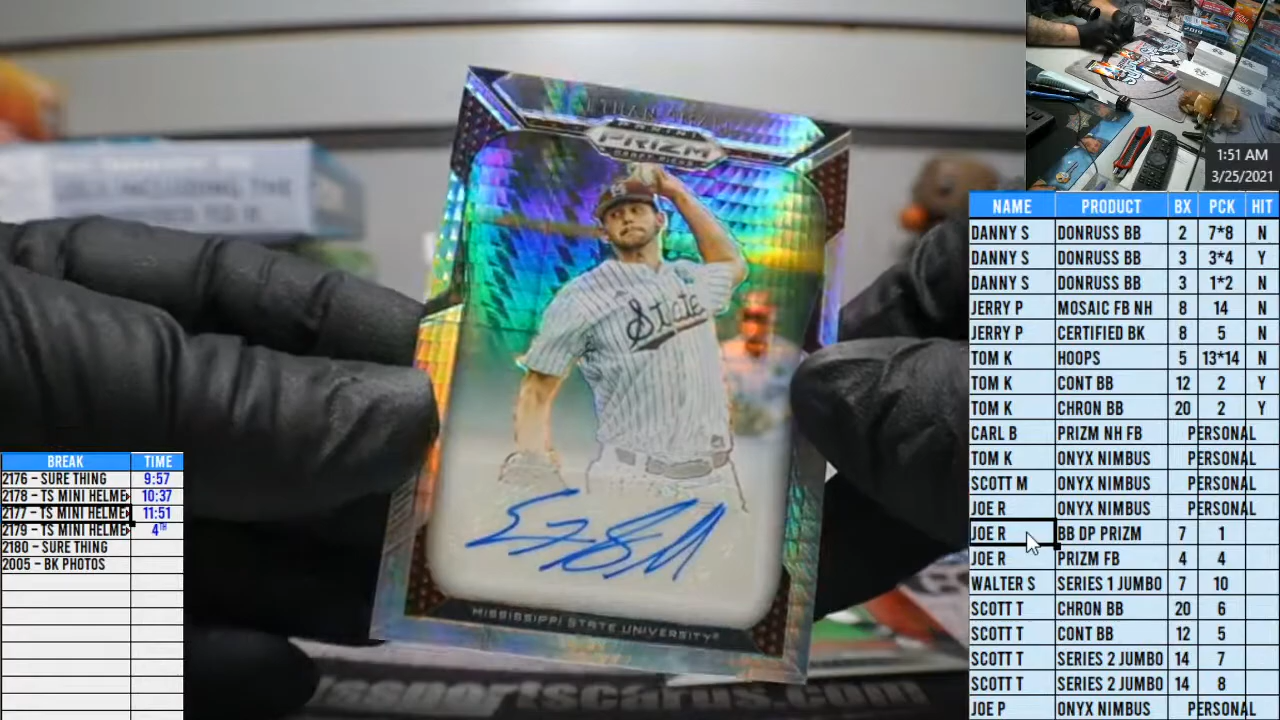 PANINI
PRIZM
DRAFT PICKS
State
MISSISSIPPI STATE UNIVERSITY®
sportscards.com
1:51 AM
3/25/2021
NAME PRODUCT BX PCK HIT
DANNY S DONRUSS BB 2 7*8 N
DANNY S DONRUSS BB 3 3*4 Y
DANNY S DONRUSS BB 3 1*2 N
JERRY P MOSAIC FB NH 8 14 N
JERRY P CERTIFIED BK 8 5 N
TOM K HOOPS 5 13*14 N
TOM K CONT BB 12 2 Y
TOM K CHRON BB 20 2 Y
CARL B PRIZM NH FB PERSONAL
TOM K ONYX NIMBUS PERSONAL
SCOTT M ONYX NIMBUS PERSONAL
JOE R ONYX NIMBUS PERSONAL
JOE R BB DP PRIZM 7 1
JOE R PRIZM FB 4 4
WALTER S SERIES 1 JUMBO 7 10
SCOTT T CHRON BB 20 6
SCOTT T CONT BB 12 5
SCOTT T SERIES 2 JUMBO 14 7
SCOTT T SERIES 2 JUMBO 14 8
JOE P ONYX NIMBUS PERSONAL
BREAK TIME
2176 – SURE THING 9:57
2178 – TS MINI HELME 10:37
2177 – TS MINI HELME 11:51
2179 – TS MINI HELME 4TH
2180 – SURE THING
2005 – BK PHOTOS